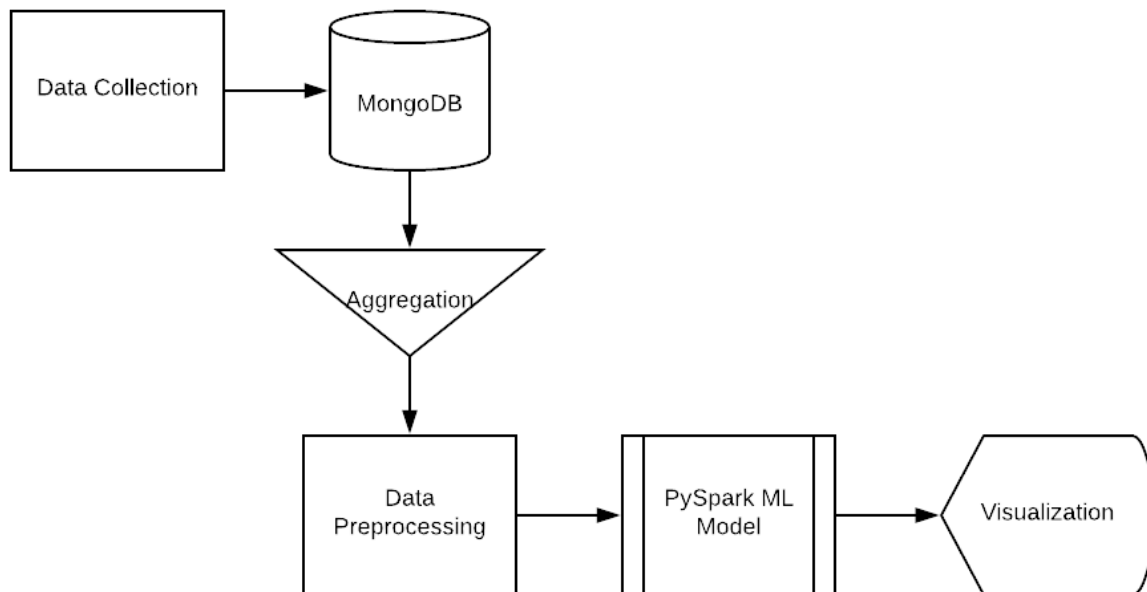 Data Collection
MongoDB
Aggregation
Data
Preprocessing
PySpark ML
Model
Visualization